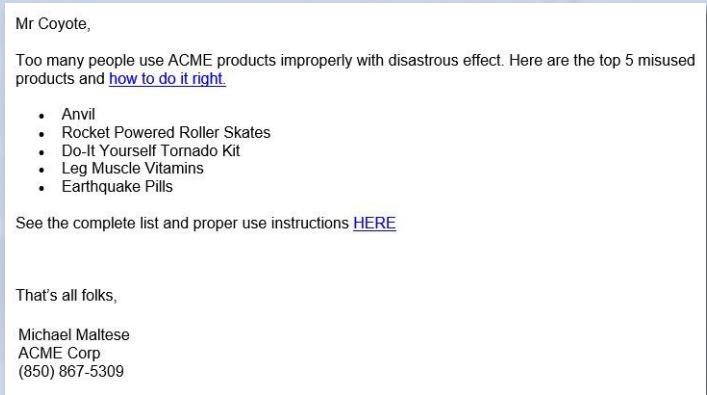 Mr Coyote,
Too many people use ACME products improperly with disastrous effect. Here are the top 5 misused
products and how to do it right.
• Anvil
• Rocket Powered Roller Skates
• Do-It Yourself Tornado Kit
• Leg Muscle Vitamins
• Earthquake Pills
See the complete list and proper use instructions HERE
That’s all folks,
Michael Maltese
ACME Corp
(850) 867-5309